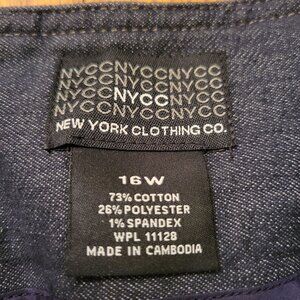 NYCCNYCCNYCC
NYCCNYCCNYCC
NYCCNYCCNYCC
NYCCNYCCNYCC
NEW YORK CLOTHING CO.
16W
73% COTTON
26% POLYESTER
1% SPANDEX
WPL 11128
MADE IN CAMBODIA